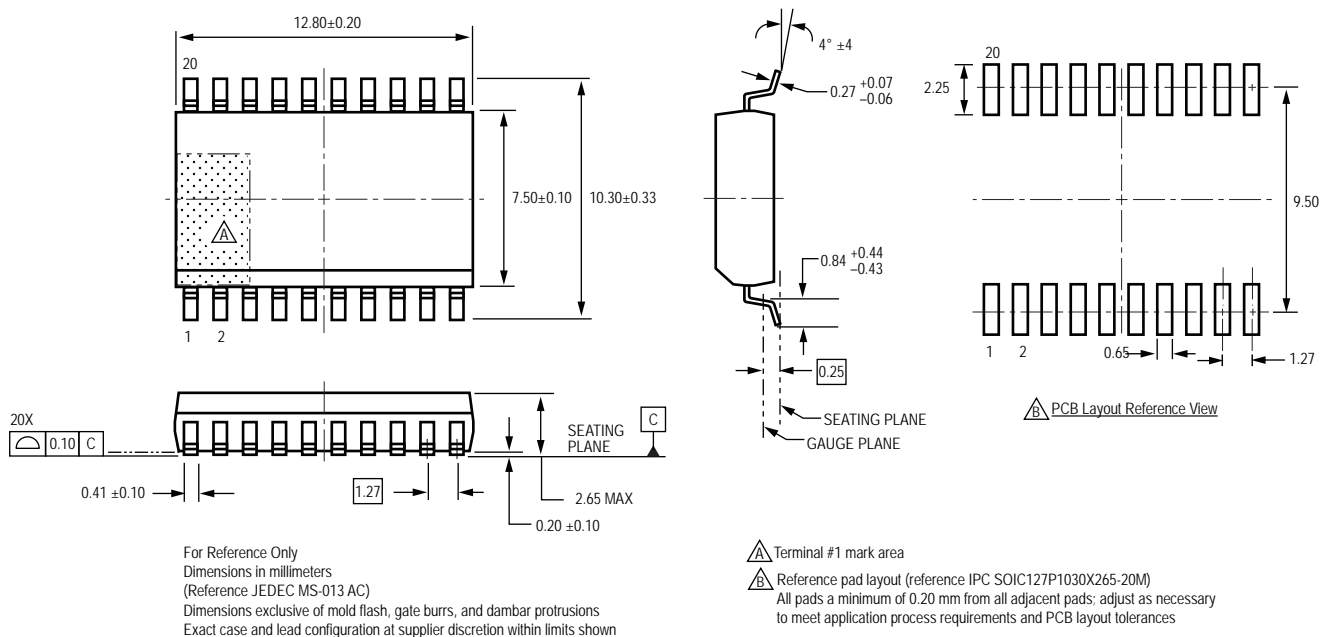 12.80±0.20
20
7.50±0.10
10.30±0.33
A
1 2
4° ±4
0.27 +0.07 –0.06
0.84 +0.44 –0.43
0.25
SEATING PLANE
GAUGE PLANE
20
2.25
9.50
1 2
0.65
1.27
B PCB Layout Reference View
20X
0.10 C
SEATING
PLANE
C
0.41 ±0.10
1.27
2.65 MAX
0.20 ±0.10
For Reference Only
Dimensions in millimeters
(Reference JEDEC MS-013 AC)
Dimensions exclusive of mold flash, gate burrs, and dambar protrusions
Exact case and lead configuration at supplier discretion within limits shown
A Terminal #1 mark area
B Reference pad layout (reference IPC SOIC127P1030X265-20M)
All pads a minimum of 0.20 mm from all adjacent pads; adjust as necessary
to meet application process requirements and PCB layout tolerances